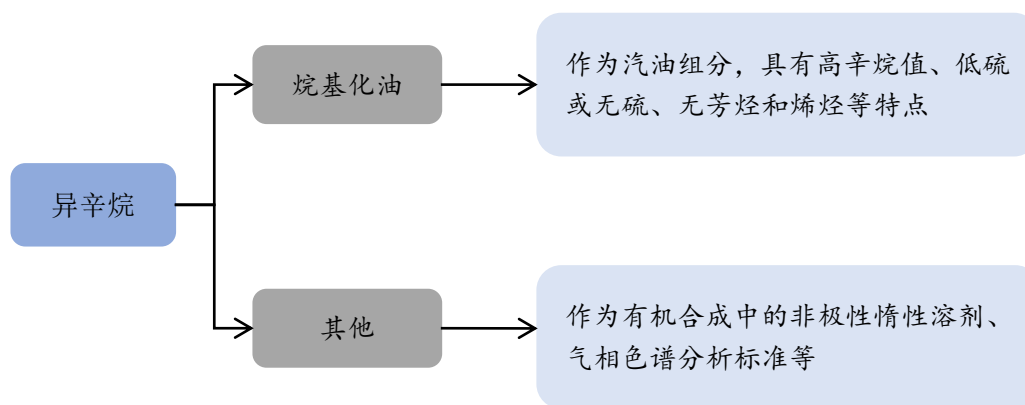 烷基化油
作为汽油组分，具有高辛烷值、低硫
或无硫、无芳烃和烯烃等特点
异辛烷
其他
作为有机合成中的非极性惰性溶剂、
气相色谱分析标准等